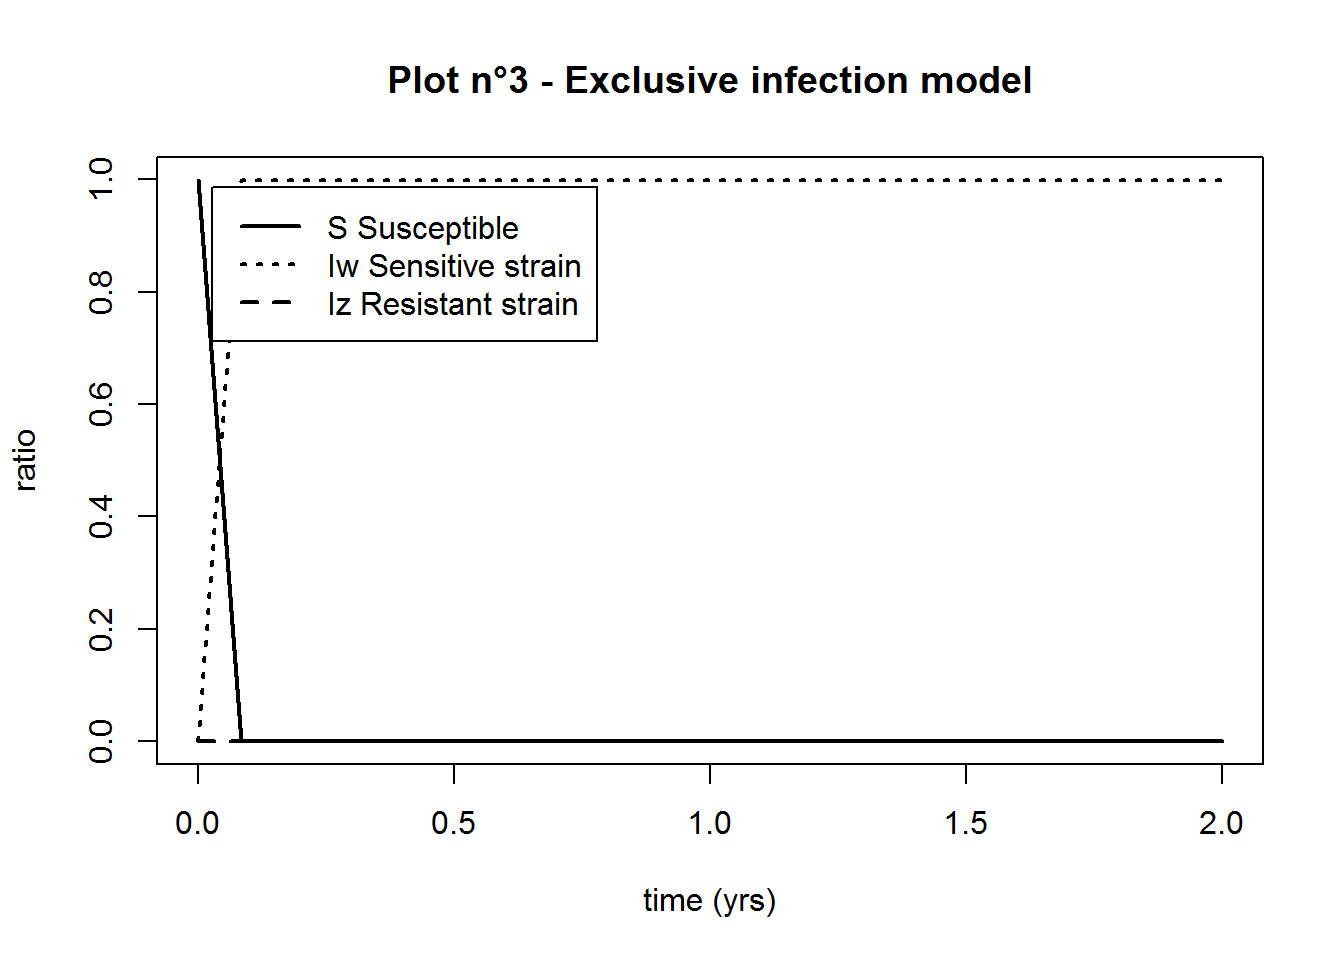 Plot n°3 - Exclusive infection model
S Susceptible
Iw Sensitive strain
Iz Resistant strain
ratio
1.0
0.8
0.6
0.4
0.2
0.0
0.0 0.5 1.0 1.5 2.0
time (yrs)